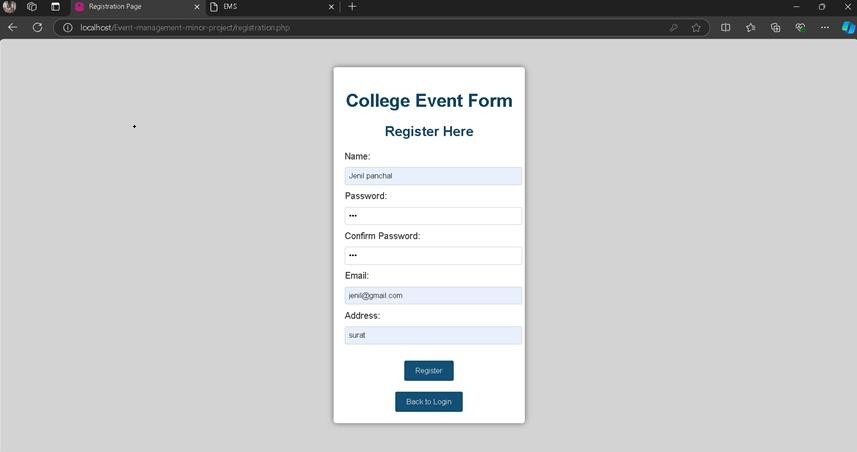 Registration Page
EMS
localhost/Event-management-minor-project/registration.php
College Event Form
Register Here
Name:
Jenil panchal
Password:
•••
Confirm Password:
•••
Email:
jenil@gmail.com
Address:
surat
Register
Back to Login